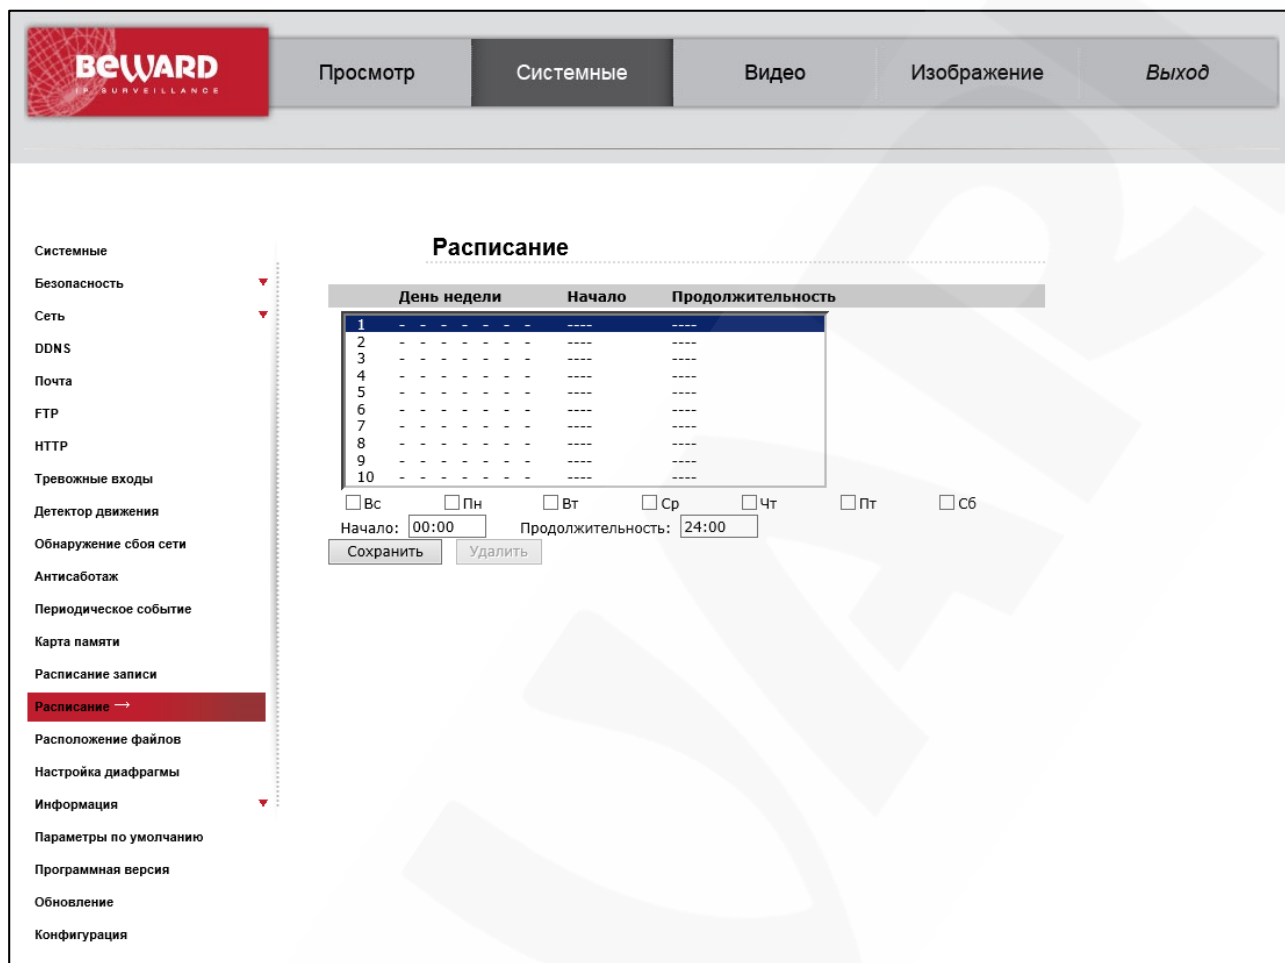 BEWARD
IP SURVEILLANCE
Просмотр Системные Видео Изображение Выход
Системные
Безопасность
Сеть
DDNS
Почта
FTP
HTTP
Тревожные входы
Детектор движения
Обнаружение сбоя сети
Антисаботаж
Периодическое событие
Карта памяти
Расписание записи
Расписание →
Расположение файлов
Настройка диафрагмы
Информация
Параметры по умолчанию
Программная версия
Обновление
Конфигурация
Расписание
День недели Начало Продолжительность
1 - - - - - - - ---- ----
2 - - - - - - - ---- ----
3 - - - - - - - ---- ----
4 - - - - - - - ---- ----
5 - - - - - - - ---- ----
6 - - - - - - - ---- ----
7 - - - - - - - ---- ----
8 - - - - - - - ---- ----
9 - - - - - - - ---- ----
10 - - - - - - - ---- ----
Вс Пн Вт Ср Чт Пт Сб
Начало: 00:00 Продолжительность: 24:00
Сохранить Удалить